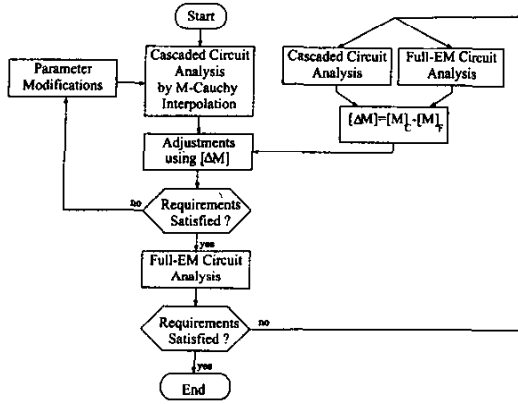 Start
Cascaded Circuit
Analysis
by M-Cauchy
Interpolation
Parameter
Modifications
Cascaded Circuit
Analysis
Full-EM Circuit
Analysis
[ΔM]=[M]C-[M]F
Adjustments
using [ΔM]
no
Requirements
Satisfied ?
yes
Full-EM Circuit
Analysis
Requirements
Satisfied ?
no
yes
End